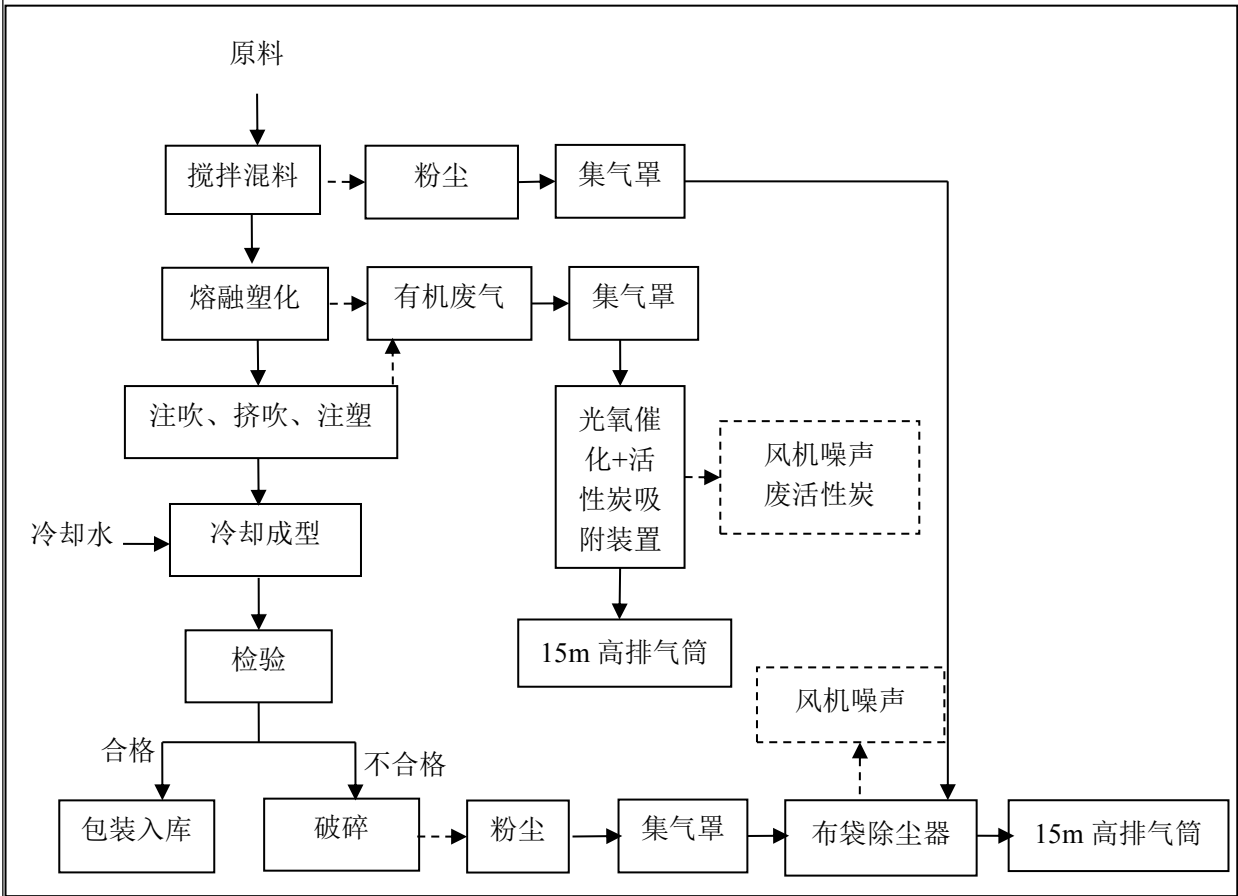 原料
搅拌混料
粉尘
集气罩
熔融塑化
有机废气
集气罩
注吹、挤吹、注塑
光氧催
化+活
性炭吸
附装置
风机噪声
废活性炭
冷却水
冷却成型
15m 高排气筒
检验
风机噪声
合格
不合格
包装入库
破碎
粉尘
集气罩
布袋除尘器
15m 高排气筒